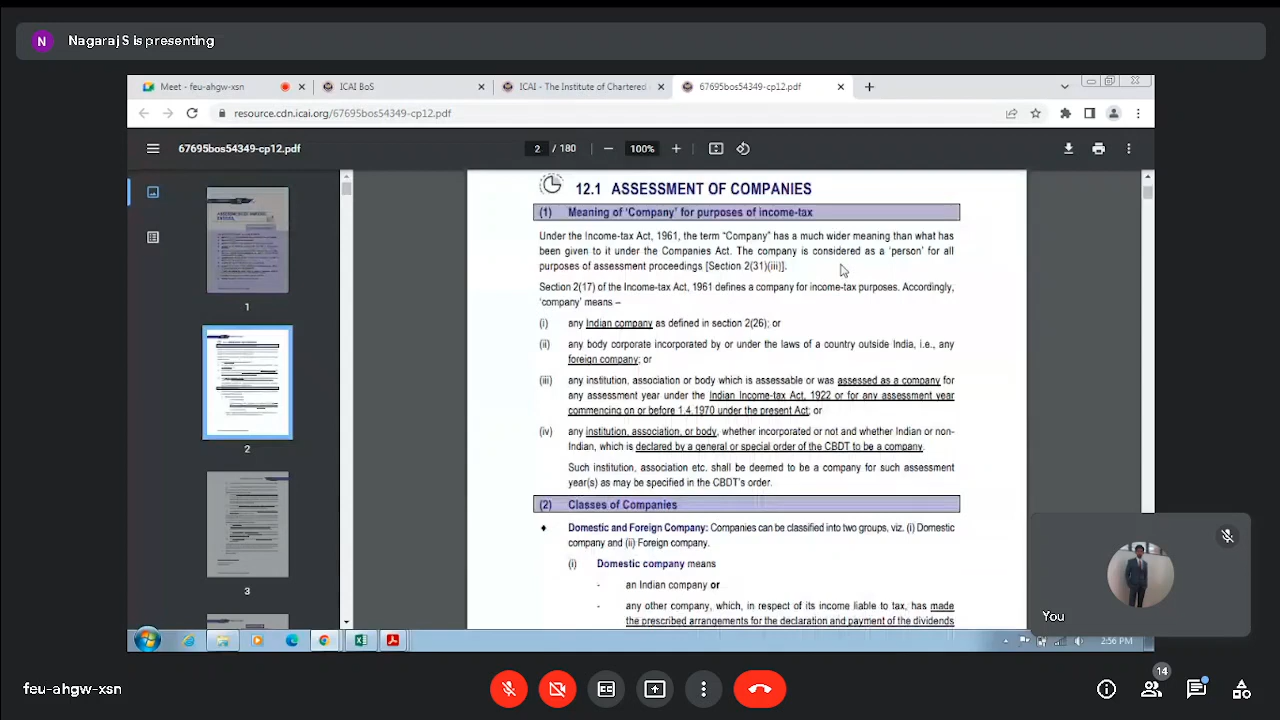 N Nagaraj S is presenting
Meet - feu-ahgw-xsn
ICAI BoS
ICAI - The Institute of Chartered
67695bos54349-cp12.pdf
resource.cdn.icai.org/67695bos54349-cp12.pdf
67695bos54349-cp12.pdf
2 / 180
100%
12.1 ASSESSMENT OF COMPANIES
(1) Meaning of 'Company' for purposes of income-tax
Under the Income-tax Act, 1961, the term "Company" has a much wider meaning than what has
been given to it under the Companies Act. The company is considered as a 'person' for all
purposes of assessment proceedings [Section 2(31)(iii)].
Section 2(17) of the Income-tax Act, 1961 defines a company for income-tax purposes. Accordingly,
'company' means –
(i) any Indian company as defined in section 2(26); or
(ii) any body corporate incorporated by or under the laws of a country outside India, i.e., any
foreign company; or
(iii) any institution, association or body which is assessable or was assessed as a company for
any assessment year under the Indian Income-tax Act, 1922 or for any assessment year
commencing on or before 1.4.1970 under the present Act; or
(iv) any institution, association, or body, whether incorporated or not and whether Indian or non-
Indian, which is declared by a general or special order of the CBDT to be a company.
Such institution, association etc. shall be deemed to be a company for such assessment
year(s) as may be specified in the CBDT's order.
(2) Classes of Companies
♦ Domestic and Foreign Company: Companies can be classified into two groups, viz. (i) Domestic
company and (ii) Foreign company.
(i) Domestic company means
- an Indian company or
- any other company, which, in respect of its income liable to tax, has made
the prescribed arrangements for the declaration and payment of the dividends
1
2
3
You
2:56 PM
feu-ahgw-xsn
14